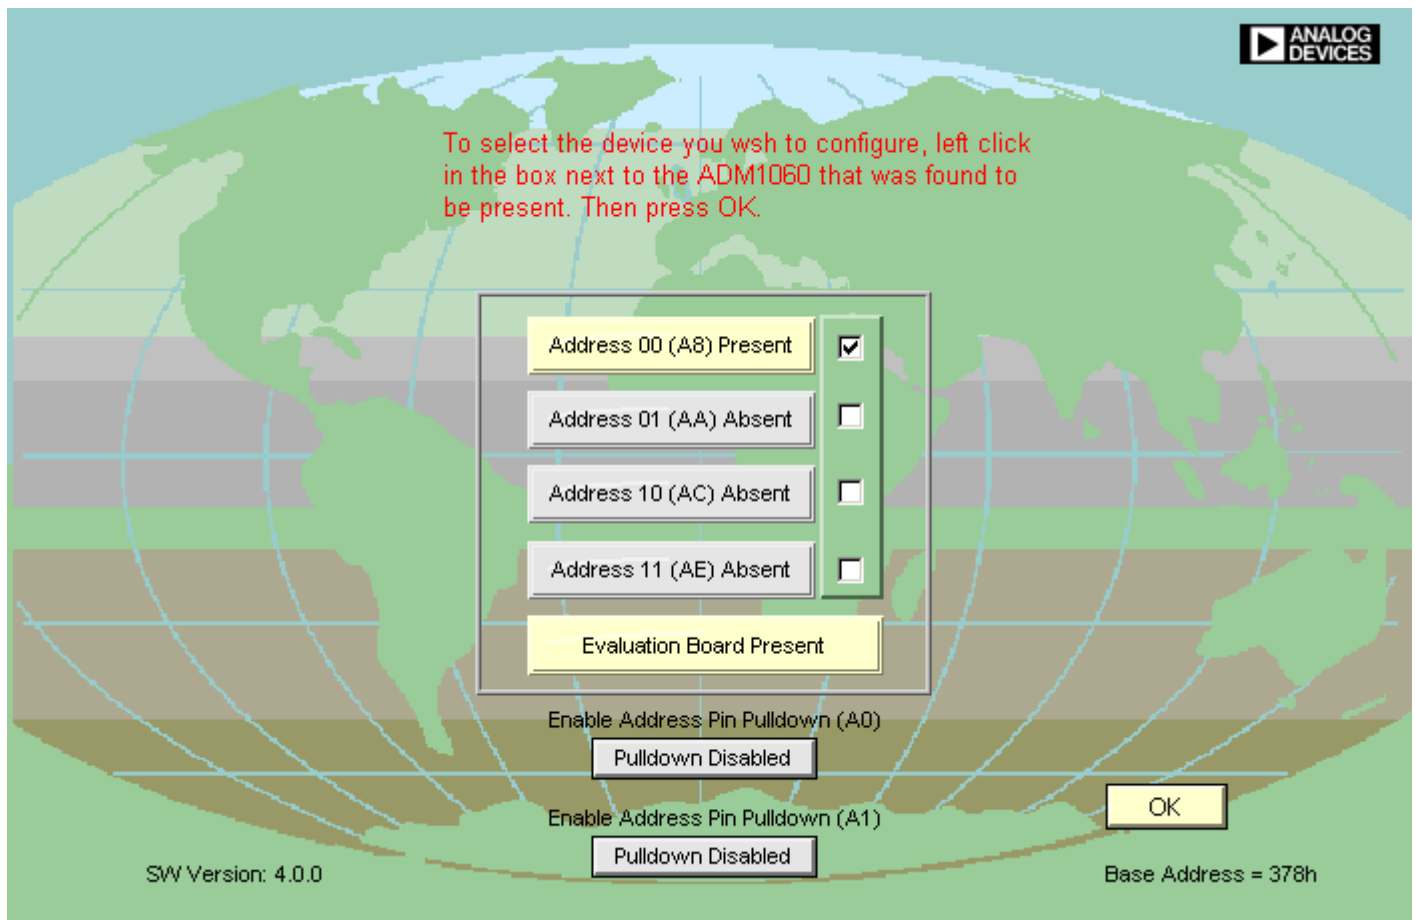 ANALOG
DEVICES
To select the device you wsh to configure, left click
in the box next to the ADM1060 that was found to
be present. Then press OK.
Address 00 (A8) Present
Address 01 (AA) Absent
Address 10 (AC) Absent
Address 11 (AE) Absent
Evaluation Board Present
Enable Address Pin Pulldown (A0)
Pulldown Disabled
OK
Enable Address Pin Pulldown (A1)
Pulldown Disabled
SW Version: 4.0.0
Base Address = 378h